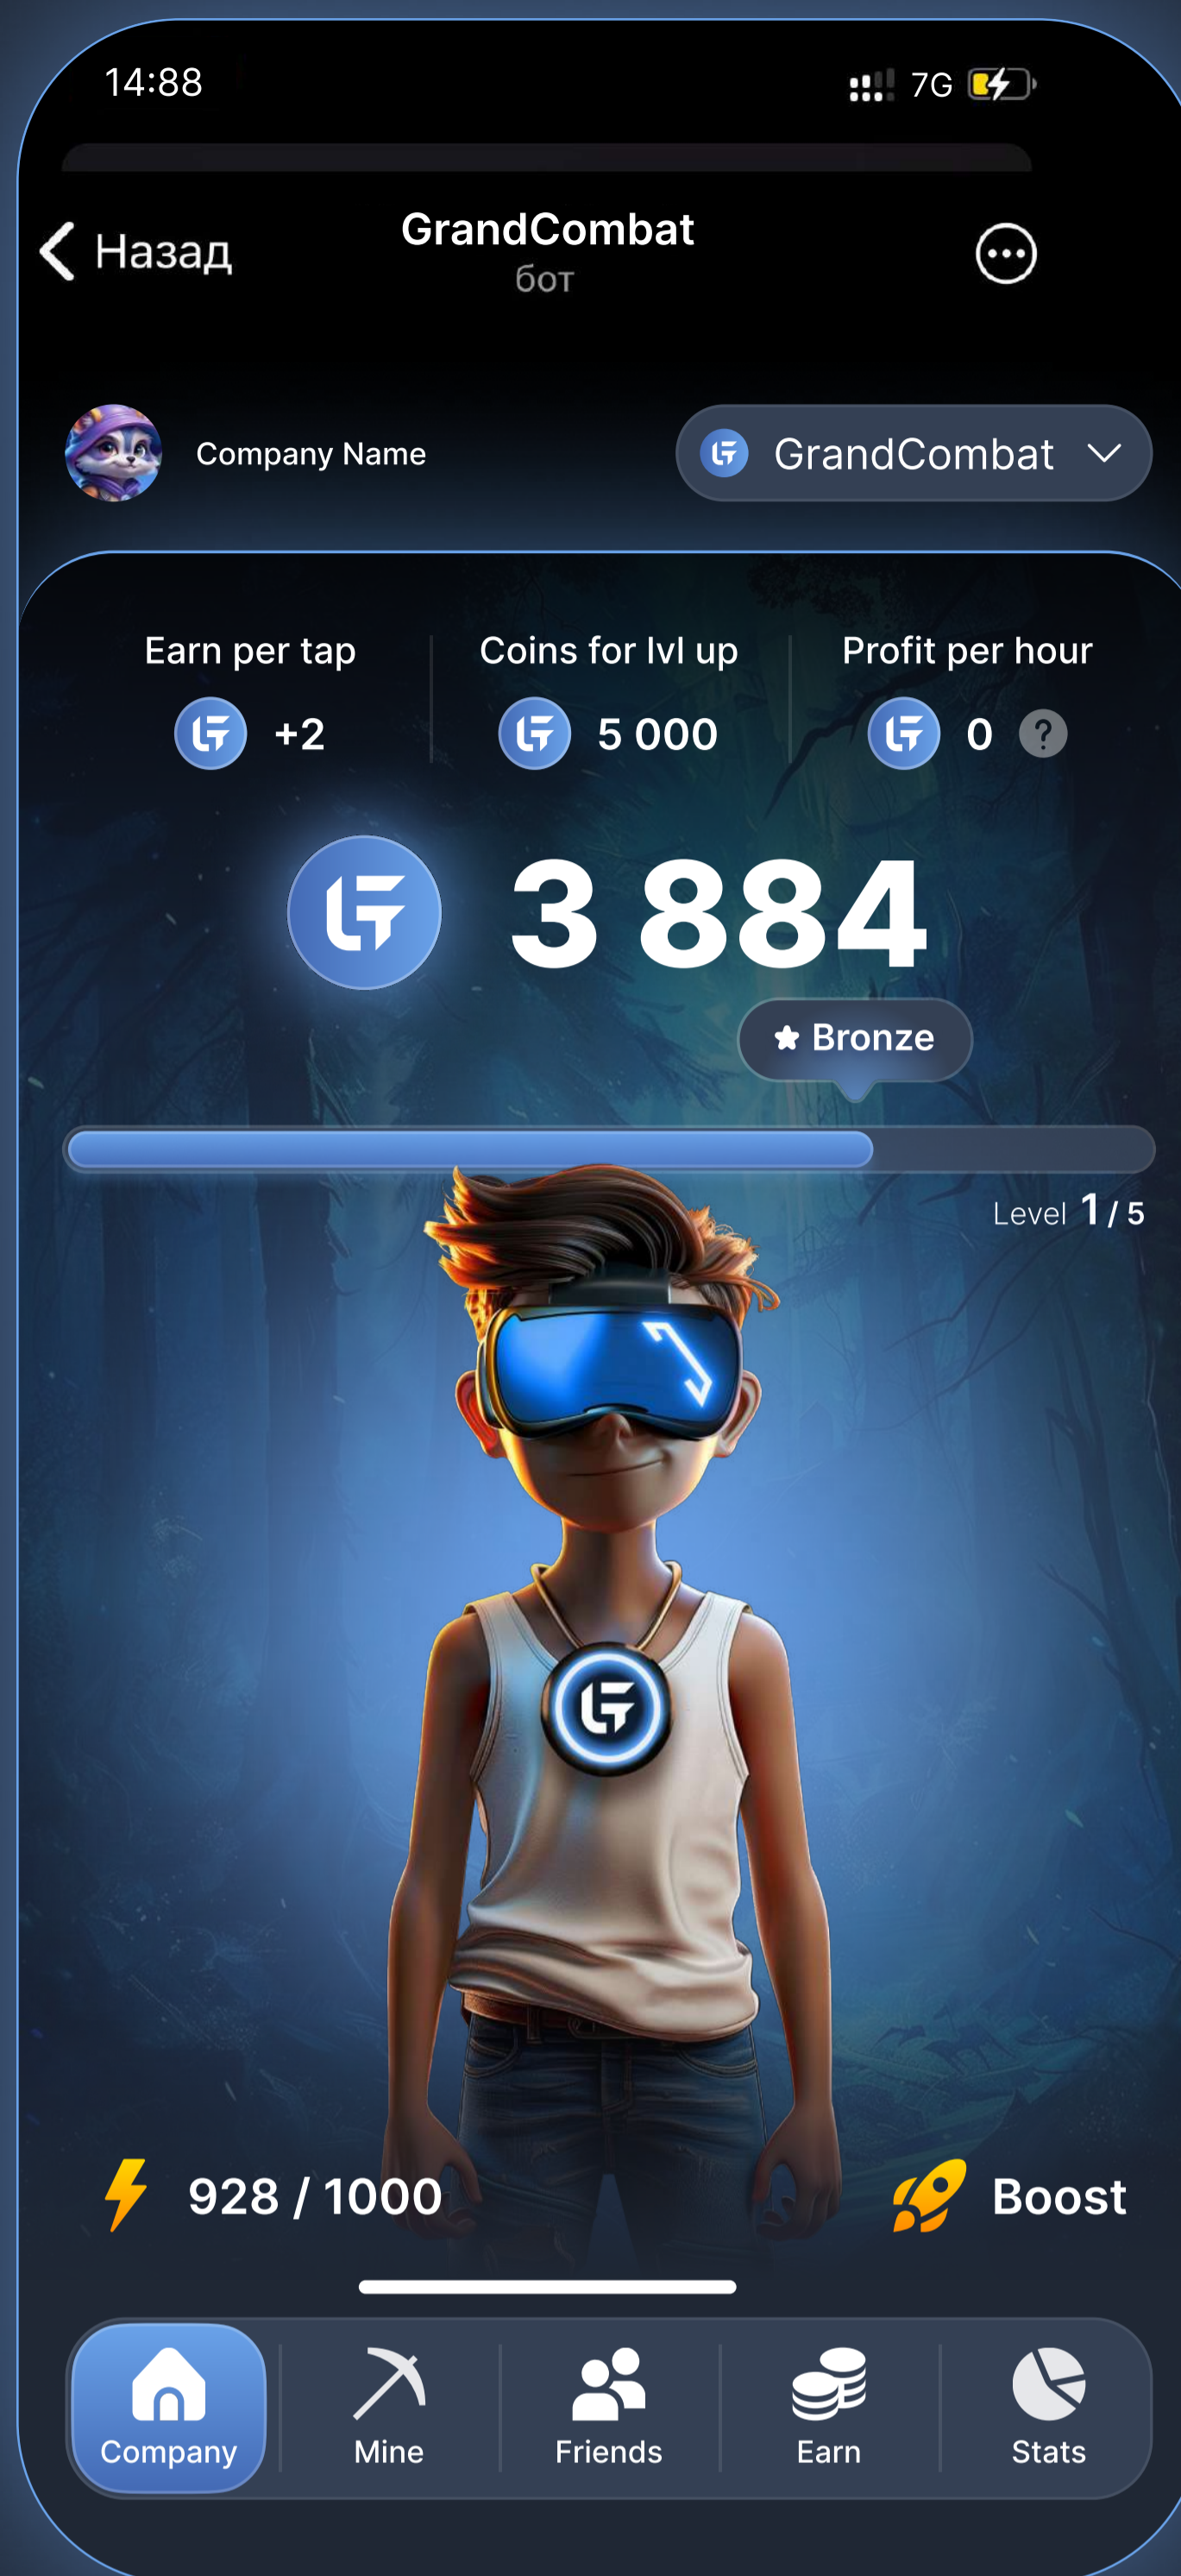 14:88
7G
Назад
GrandCombat
бот
Company Name
GrandCombat
Earn per tap
Coins for lvl up
Profit per hour
+2
5 000
0 ?
3 884
Bronze
Level 1 / 5
928 / 1000
Boost
Company
Mine
Friends
Earn
Stats